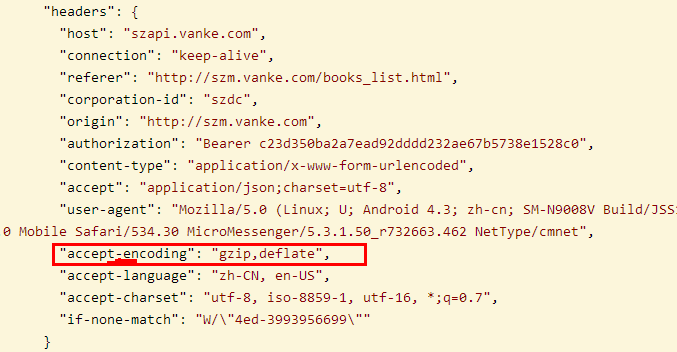 "headers": {
"host": "szapi.vanke.com",
"connection": "keep-alive",
"referer": "http://szm.vanke.com/books_list.html",
"corporation-id": "szdc",
"origin": "http://szm.vanke.com",
"authorization": "Bearer c23d350ba2a7ead92dddd232ae67b5738e1528c0",
"content-type": "application/x-www-form-urlencoded",
"accept": "application/json;charset=utf-8",
"user-agent": "Mozilla/5.0 (Linux; U; Android 4.3; zh-cn; SM-N9008V Build/JSS
0 Mobile Safari/534.30 MicroMessenger/5.3.1.50_r732663.462 NetType/cmnet",
"accept-encoding": "gzip,deflate",
"accept-language": "zh-CN, en-US",
"accept-charset": "utf-8, iso-8859-1, utf-16, *;q=0.7",
"if-none-match": "W/\"4ed-3993956699\""
}